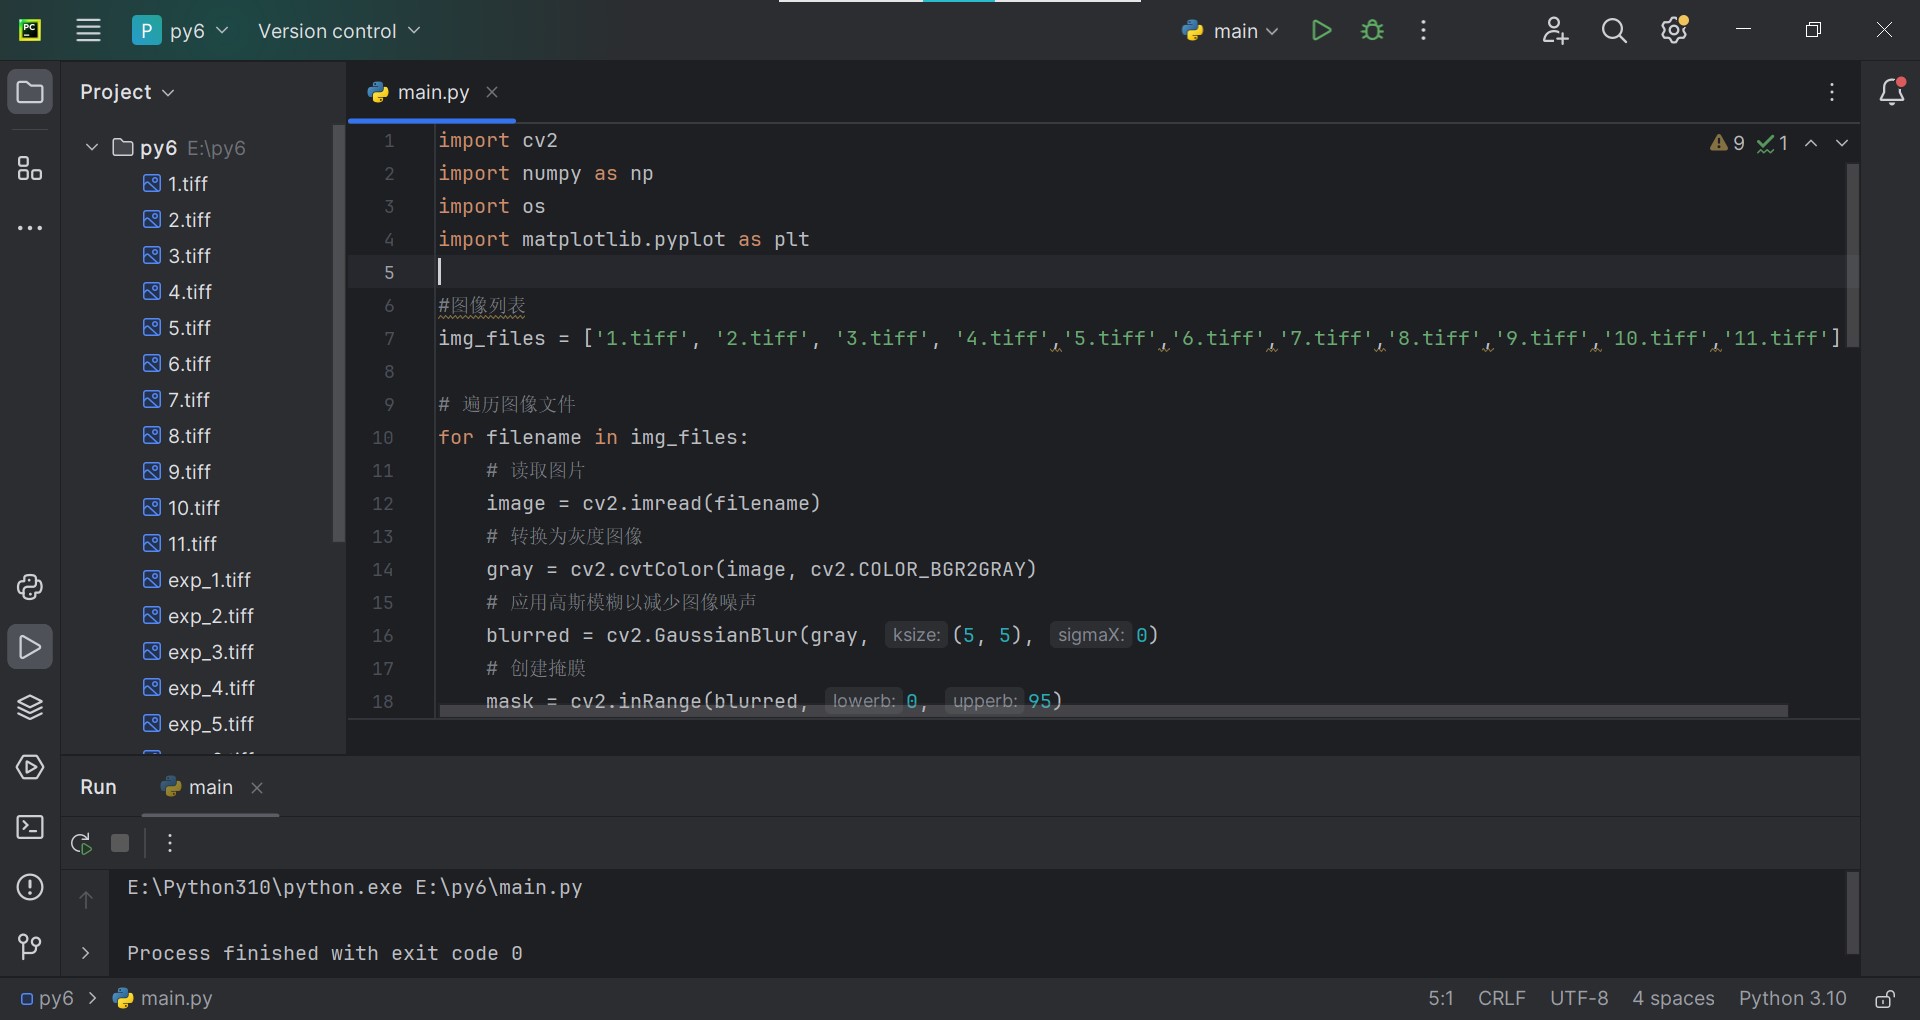 PC
P py6 Version control main
Project main.py
py6 E:\py6
1.tiff
2.tiff
3.tiff
4.tiff
5.tiff
6.tiff
7.tiff
8.tiff
9.tiff
10.tiff
11.tiff
exp_1.tiff
exp_2.tiff
exp_3.tiff
exp_4.tiff
exp_5.tiff
9 1
1 import cv2
2 import numpy as np
3 import os
4 import matplotlib.pyplot as plt
5
6 #图像列表
7 img_files = ['1.tiff', '2.tiff', '3.tiff', '4.tiff','5.tiff','6.tiff','7.tiff','8.tiff','9.tiff','10.tiff','11.tiff']
8
9 # 遍历图像文件
10 for filename in img_files:
11 # 读取图片
12 image = cv2.imread(filename)
13 # 转换为灰度图像
14 gray = cv2.cvtColor(image, cv2.COLOR_BGR2GRAY)
15 # 应用高斯模糊以减少图像噪声
16 blurred = cv2.GaussianBlur(gray, ksize: (5, 5), sigmaX: 0)
17 # 创建掩膜
18 mask = cv2.inRange(blurred, lowerb: 0, upperb: 95)
Run main
E:\Python310\python.exe E:\py6\main.py
Process finished with exit code 0
py6 > main.py 5:1 CRLF UTF-8 4 spaces Python 3.10